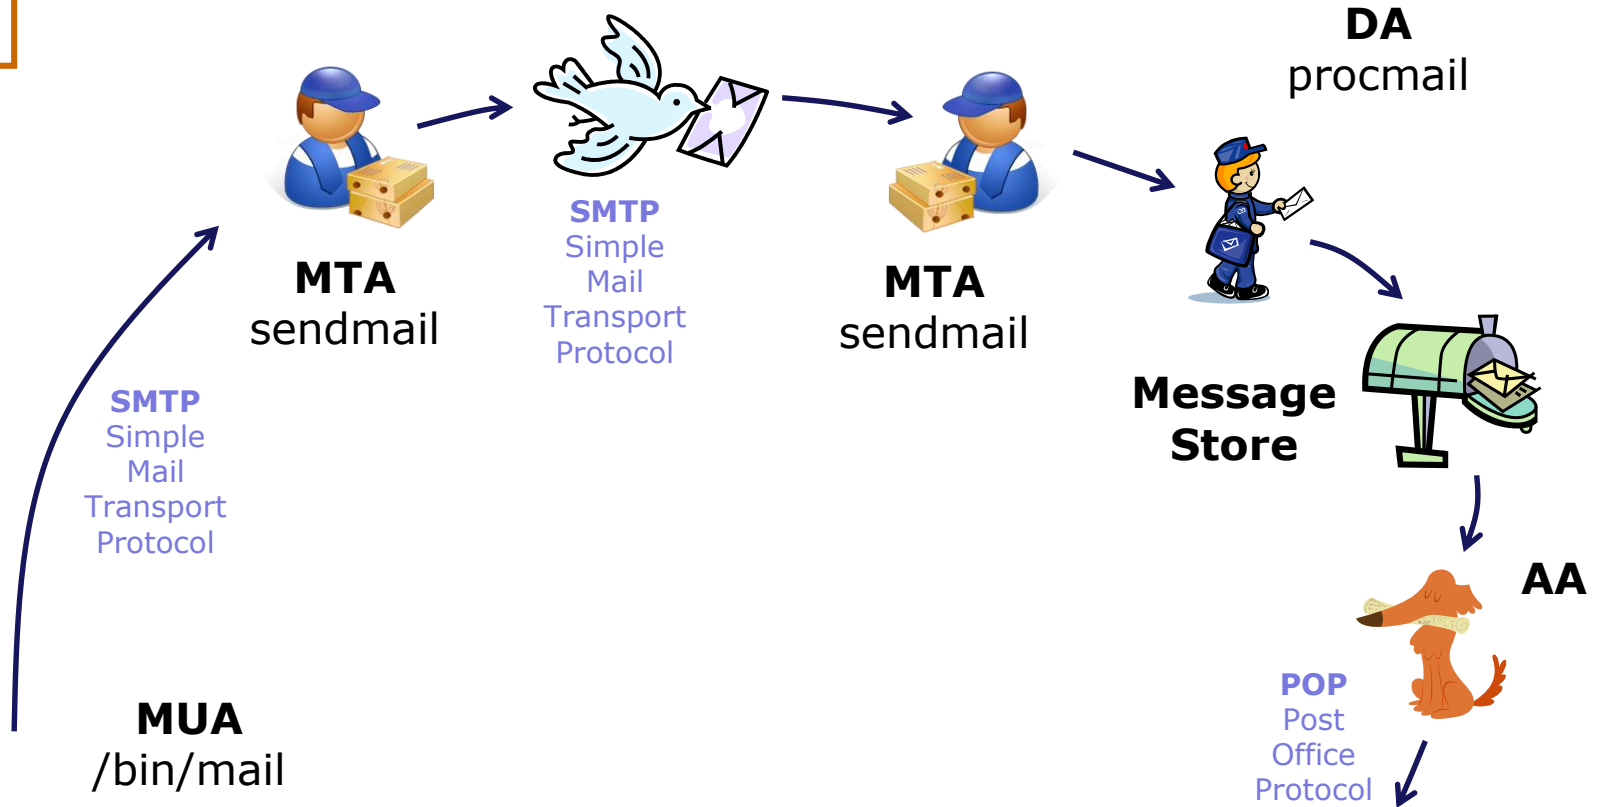 DA
procmail
SMTP
Simple
Mail
Transport
Protocol
MTA
sendmail
MTA
sendmail
Message
Store
SMTP
Simple
Mail
Transport
Protocol
AA
POP
Post
Office
Protocol
MUA
/bin/mail